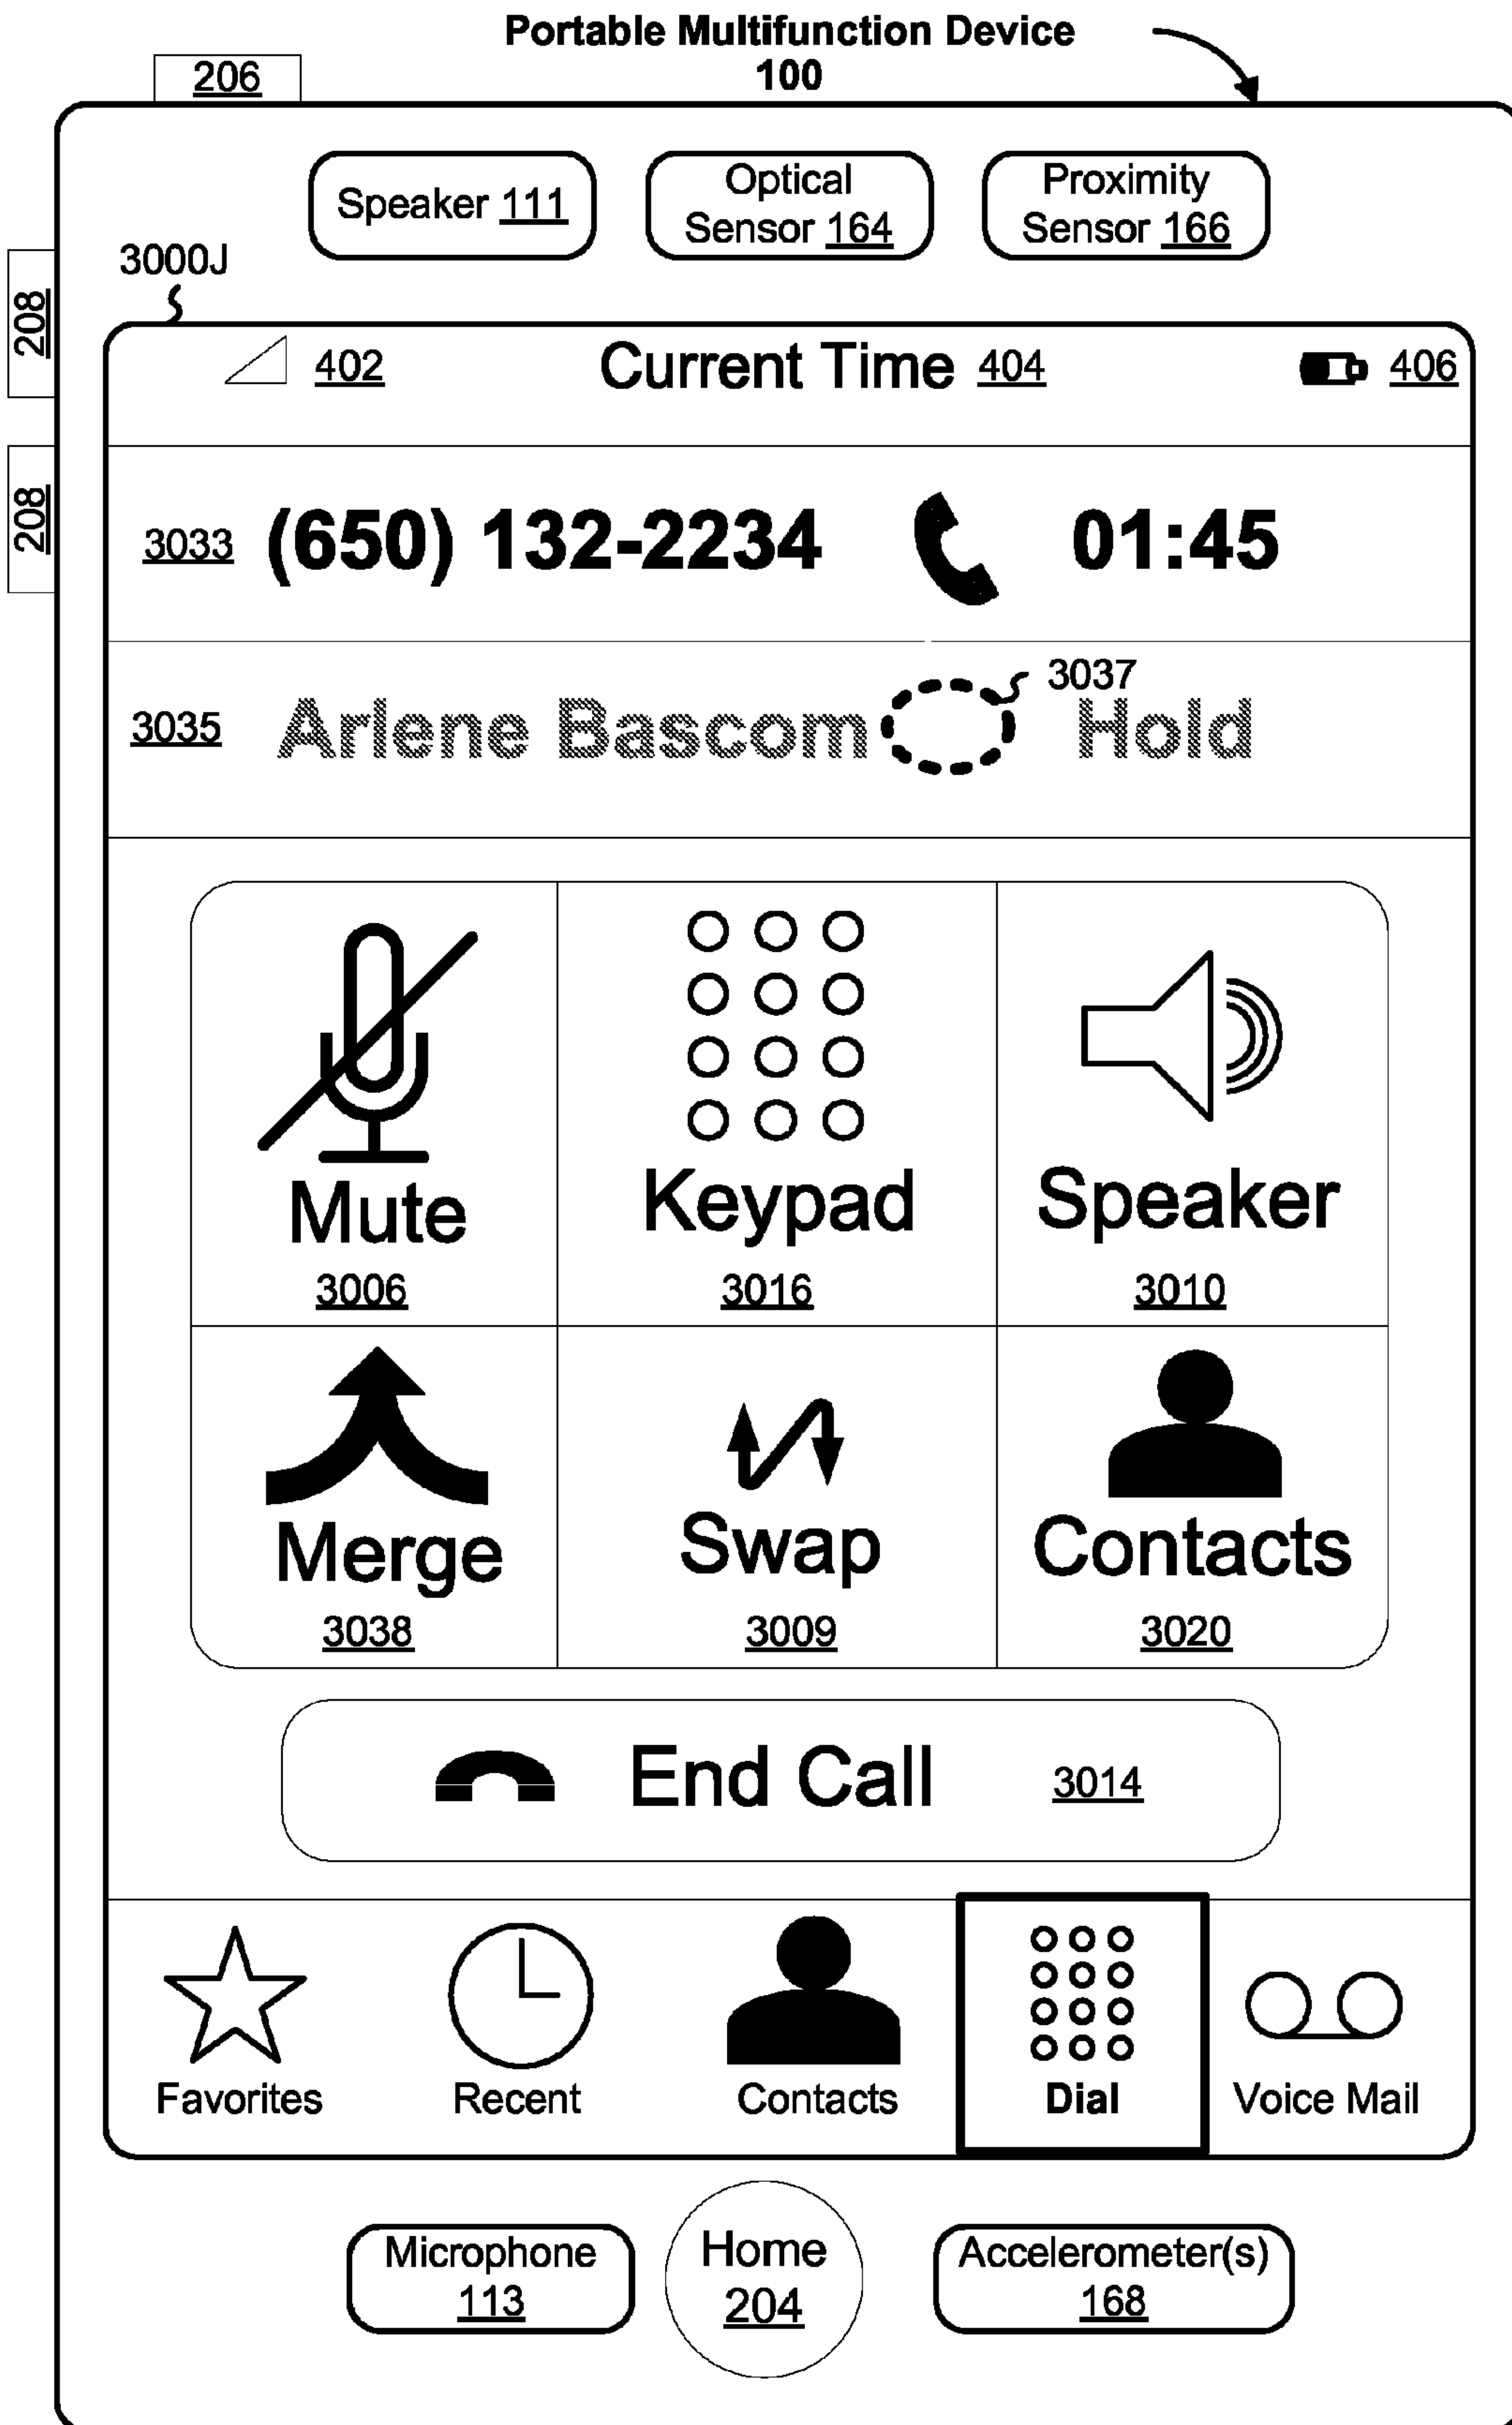 Portable Multifunction Device
100
206
Speaker 111
Optical
Sensor 164
Proximity
Sensor 166
3000J
208
208
402 Current Time 404 406
3033 (650) 132-2234 01:45
3037
3035 Arlene Bascom Hold
Mute Keypad Speaker
3006 3016 3010
Merge Swap Contacts
3038 3009 3020
End Call 3014
Favorites Recent Contacts Dial Voice Mail
Microphone
113
Home
204
Accelerometer(s)
168